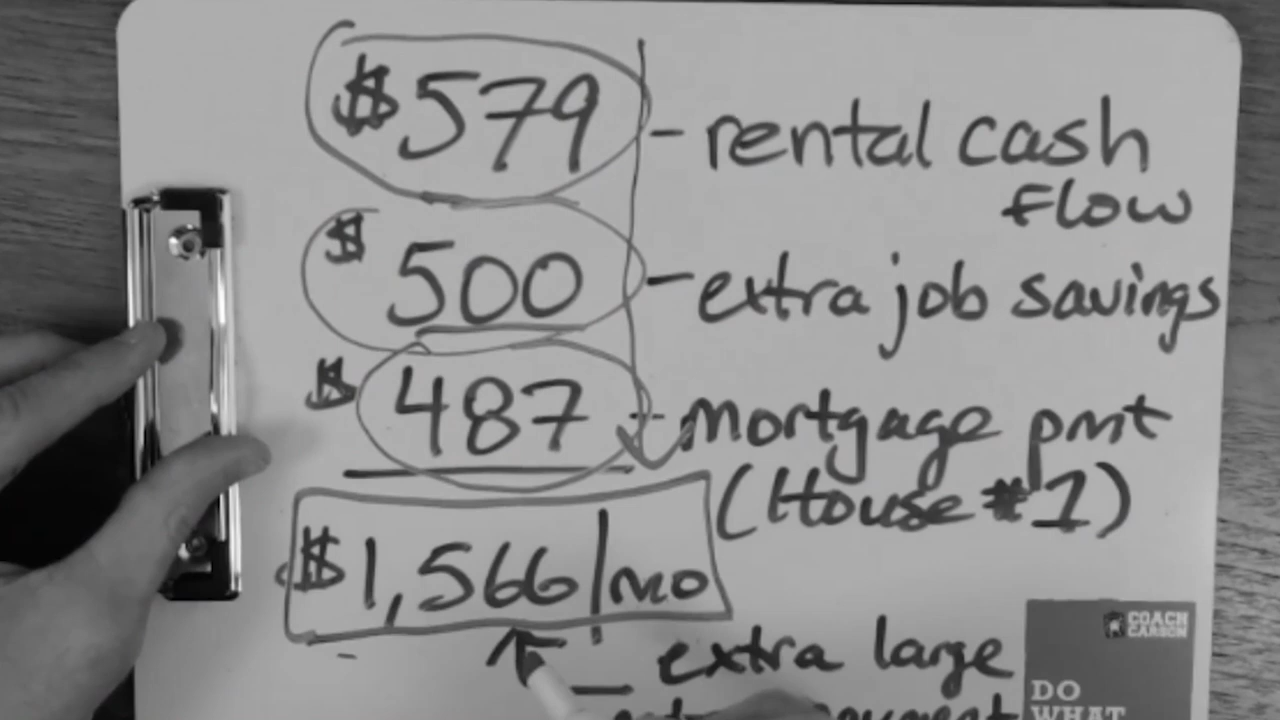 $579 - rental cash
flow
$500 - extra job savings
$487 - mortgage pmt
(House #1)
$1,566/mo
extra large
COACH
CARSON
DO
WHAT